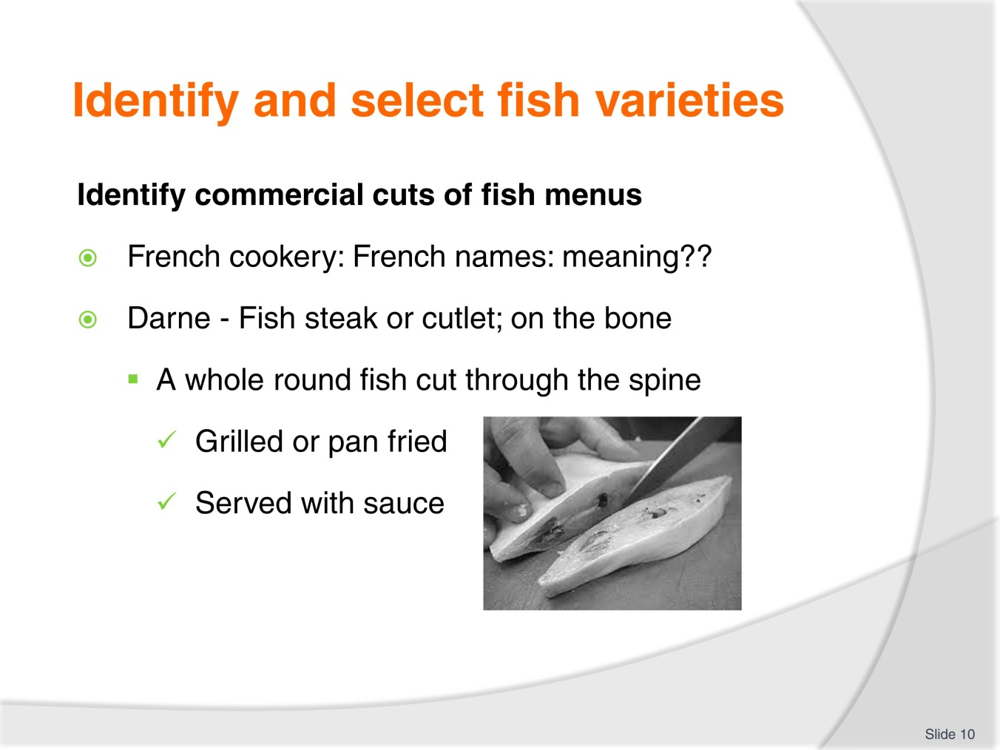 Identify and select fish varieties
Identify commercial cuts of fish menus
French cookery: French names: meaning??
Darne - Fish steak or cutlet; on the bone
A whole round fish cut through the spine
Grilled or pan fried
Served with sauce
Slide 10